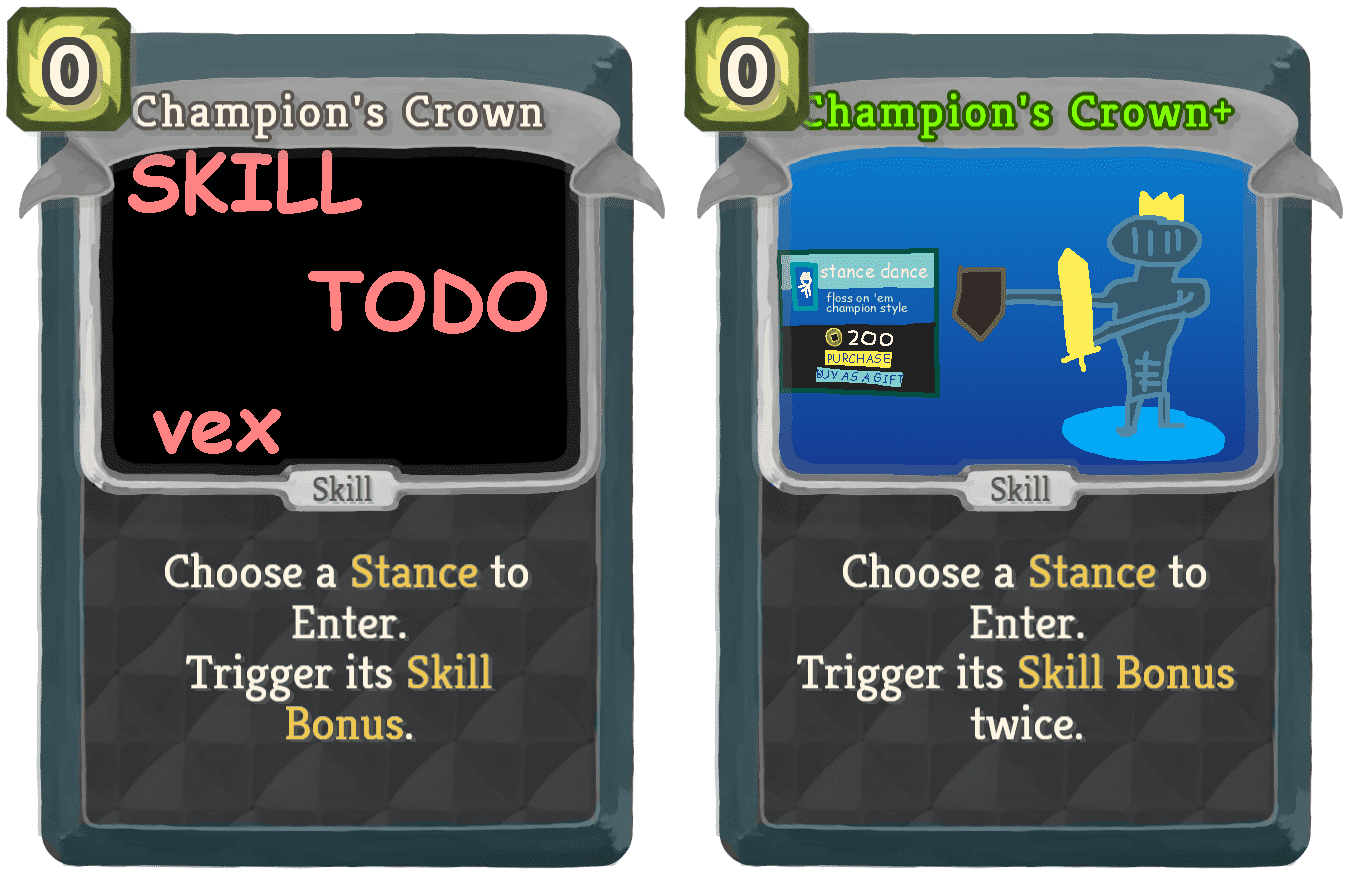 0
Champion's Crown
SKILL
TODO
vex
Skill
Choose a Stance to
Enter.
Trigger its Skill
Bonus.
0
Champion's Crown+
stance dance
floss on 'em
champion style
200
PURCHASE
BUY AS A GIFT
Skill
Choose a Stance to
Enter.
Trigger its Skill Bonus
twice.